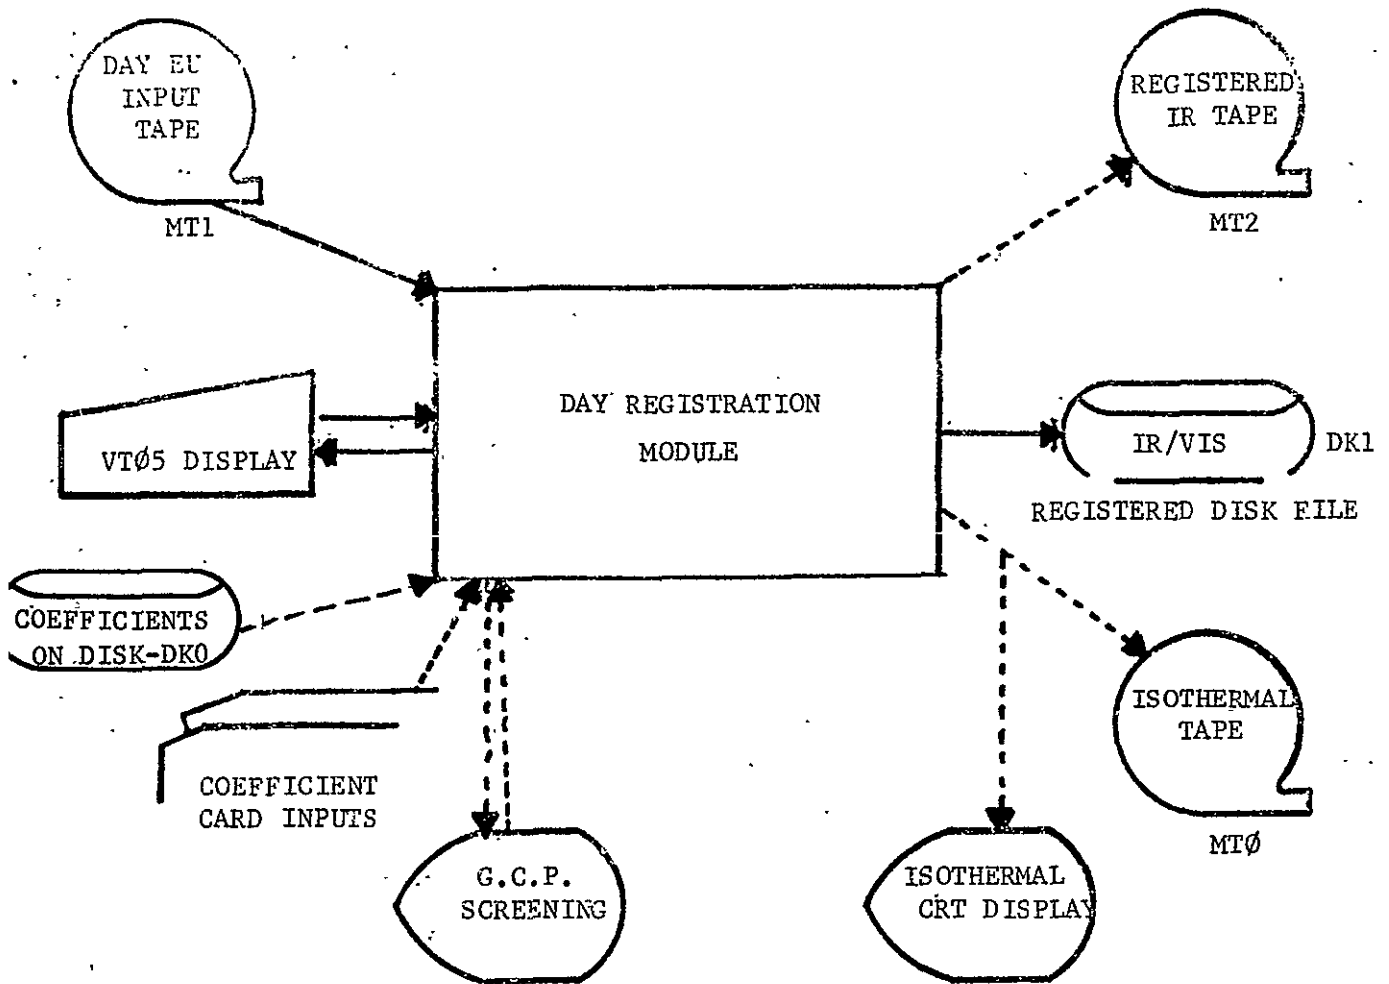 DAY EU
INPUT
TAPE
MT1
REGISTERED
IR TAPE
MT2
VTØ5 DISPLAY
DAY REGISTRATION
MODULE
IR/VIS
DK1
REGISTERED DISK FILE
COEFFICIENTS
ON DISK-DK0
COEFFICIENT
CARD INPUTS
G.C.P.
SCREENING
ISOTHERMAL
CRT DISPLAY
ISOTHERMAL
TAPE
MTØ